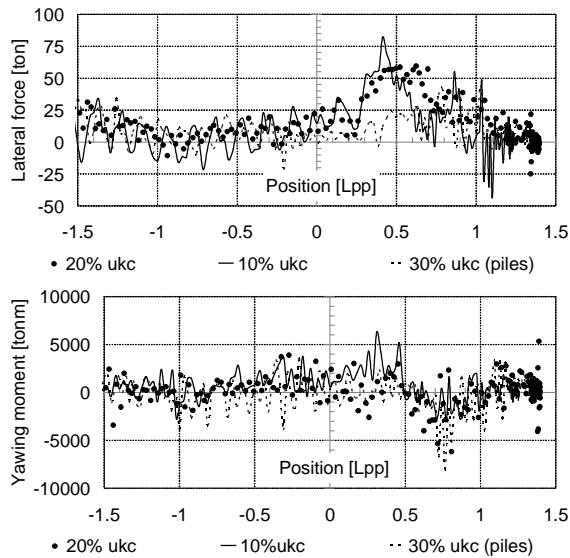 100
75
50
25
0
-25
-50
Lateral force [ton]
Position [Lpp]
-1.5 -1 -0.5 0 0.5 1 1.5
20% ukc 10% ukc 30% ukc (piles)
10000
5000
0
-5000
-10000
Yawing moment [tonm]
Position [Lpp]
-1.5 -1 -0.5 0 0.5 1 1.5
20% ukc 10%ukc 30% ukc (piles)